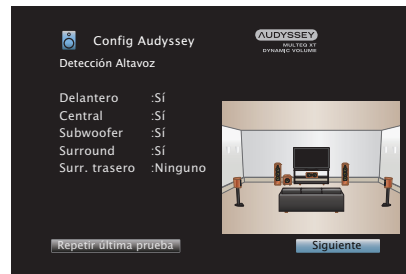 Config Audyssey
AUDYSSEY
MULTEQ XT
DYNAMIC VOLUME
Detección Altavoz
Delantero :Sí
Central :Sí
Subwoofer :Sí
Surround :Sí
Surr. trasero :Ninguno
Repetir última prueba
Siguiente